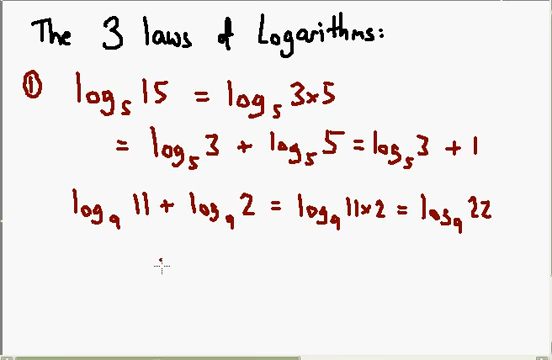 The 3 laws of Logarithms:
① log₅ 15 = log₅ 3×5
= log₅ 3 + log₅ 5 = log₅ 3 + 1
log₉ 11 + log₉ 2 = log₉ 11×2 = log₉ 22